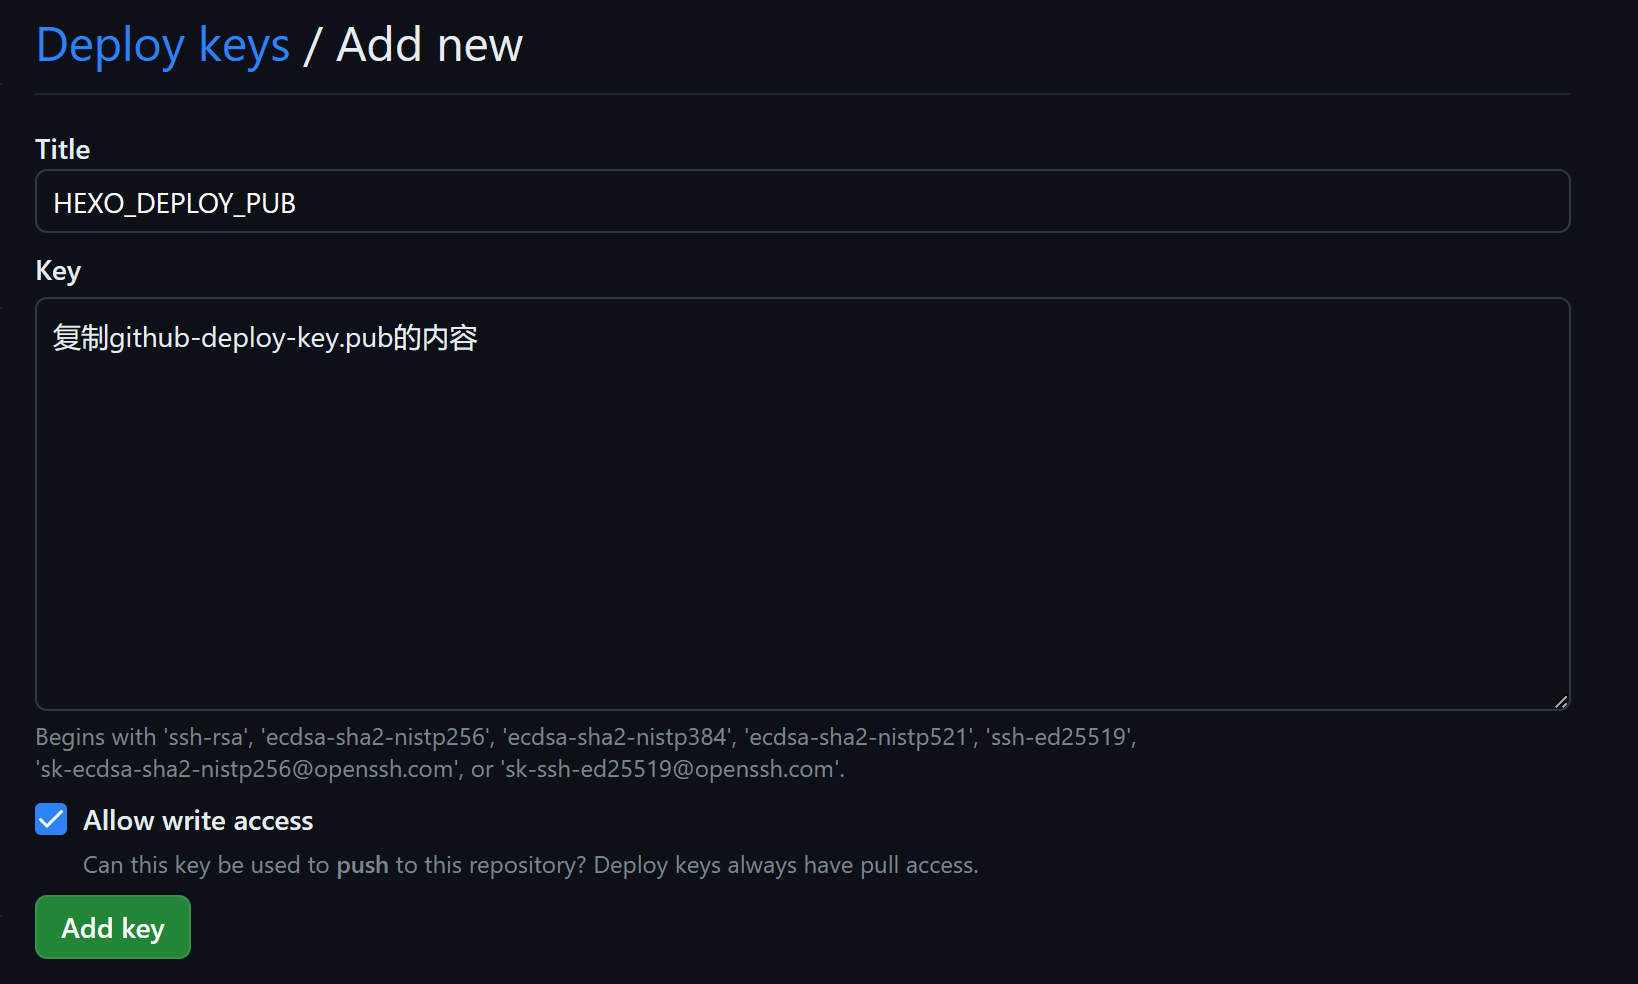 Deploy keys / Add new
Title
HEXO_DEPLOY_PUB
Key
复制github-deploy-key.pub的内容
Begins with 'ssh-rsa', 'ecdsa-sha2-nistp256', 'ecdsa-sha2-nistp384', 'ecdsa-sha2-nistp521', 'ssh-ed25519',
'sk-ecdsa-sha2-nistp256@openssh.com', or 'sk-ssh-ed25519@openssh.com'.
Allow write access
Can this key be used to push to this repository? Deploy keys always have pull access.
Add key